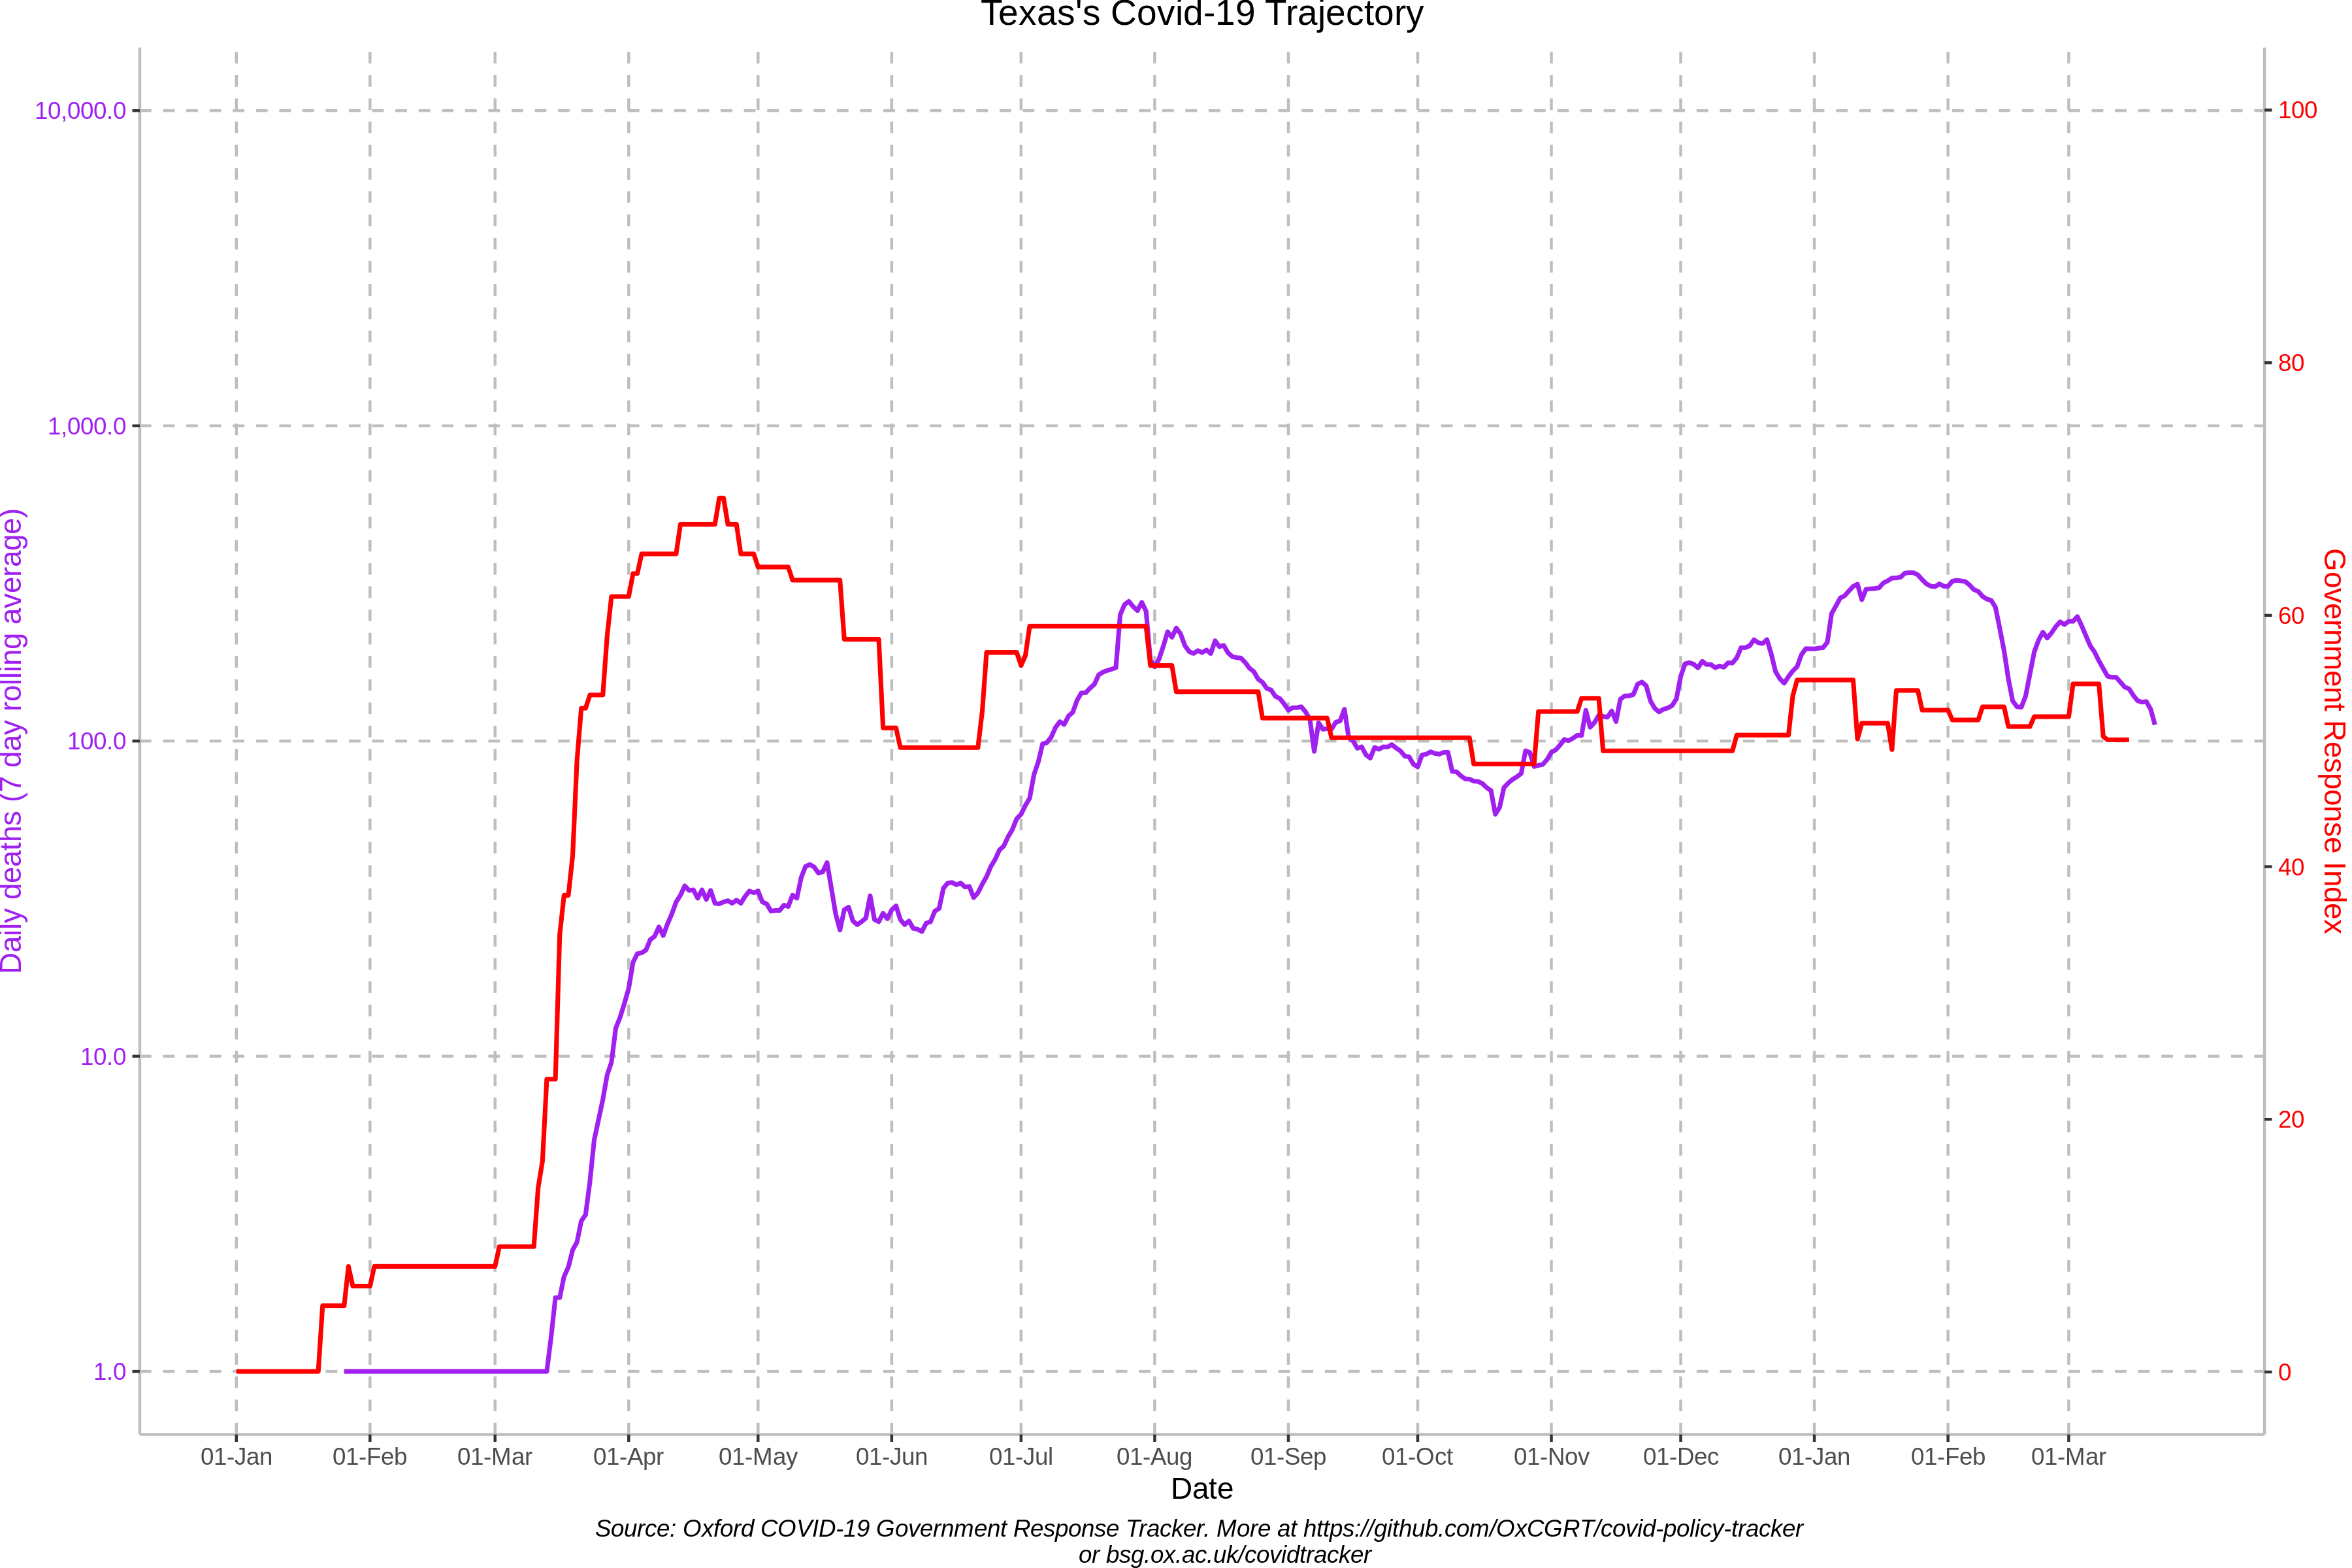 Texas's Covid-19 Trajectory
10,000.0
1,000.0
100.0
10.0
1.0
Daily deaths (7 day rolling average)
100
80
60
40
20
0
Government Response Index
01-Jan 01-Feb 01-Mar 01-Apr 01-May 01-Jun 01-Jul 01-Aug 01-Sep 01-Oct 01-Nov 01-Dec 01-Jan 01-Feb 01-Mar
Date
Source: Oxford COVID-19 Government Response Tracker. More at https://github.com/OxCGRT/covid-policy-tracker
or bsg.ox.ac.uk/covidtracker